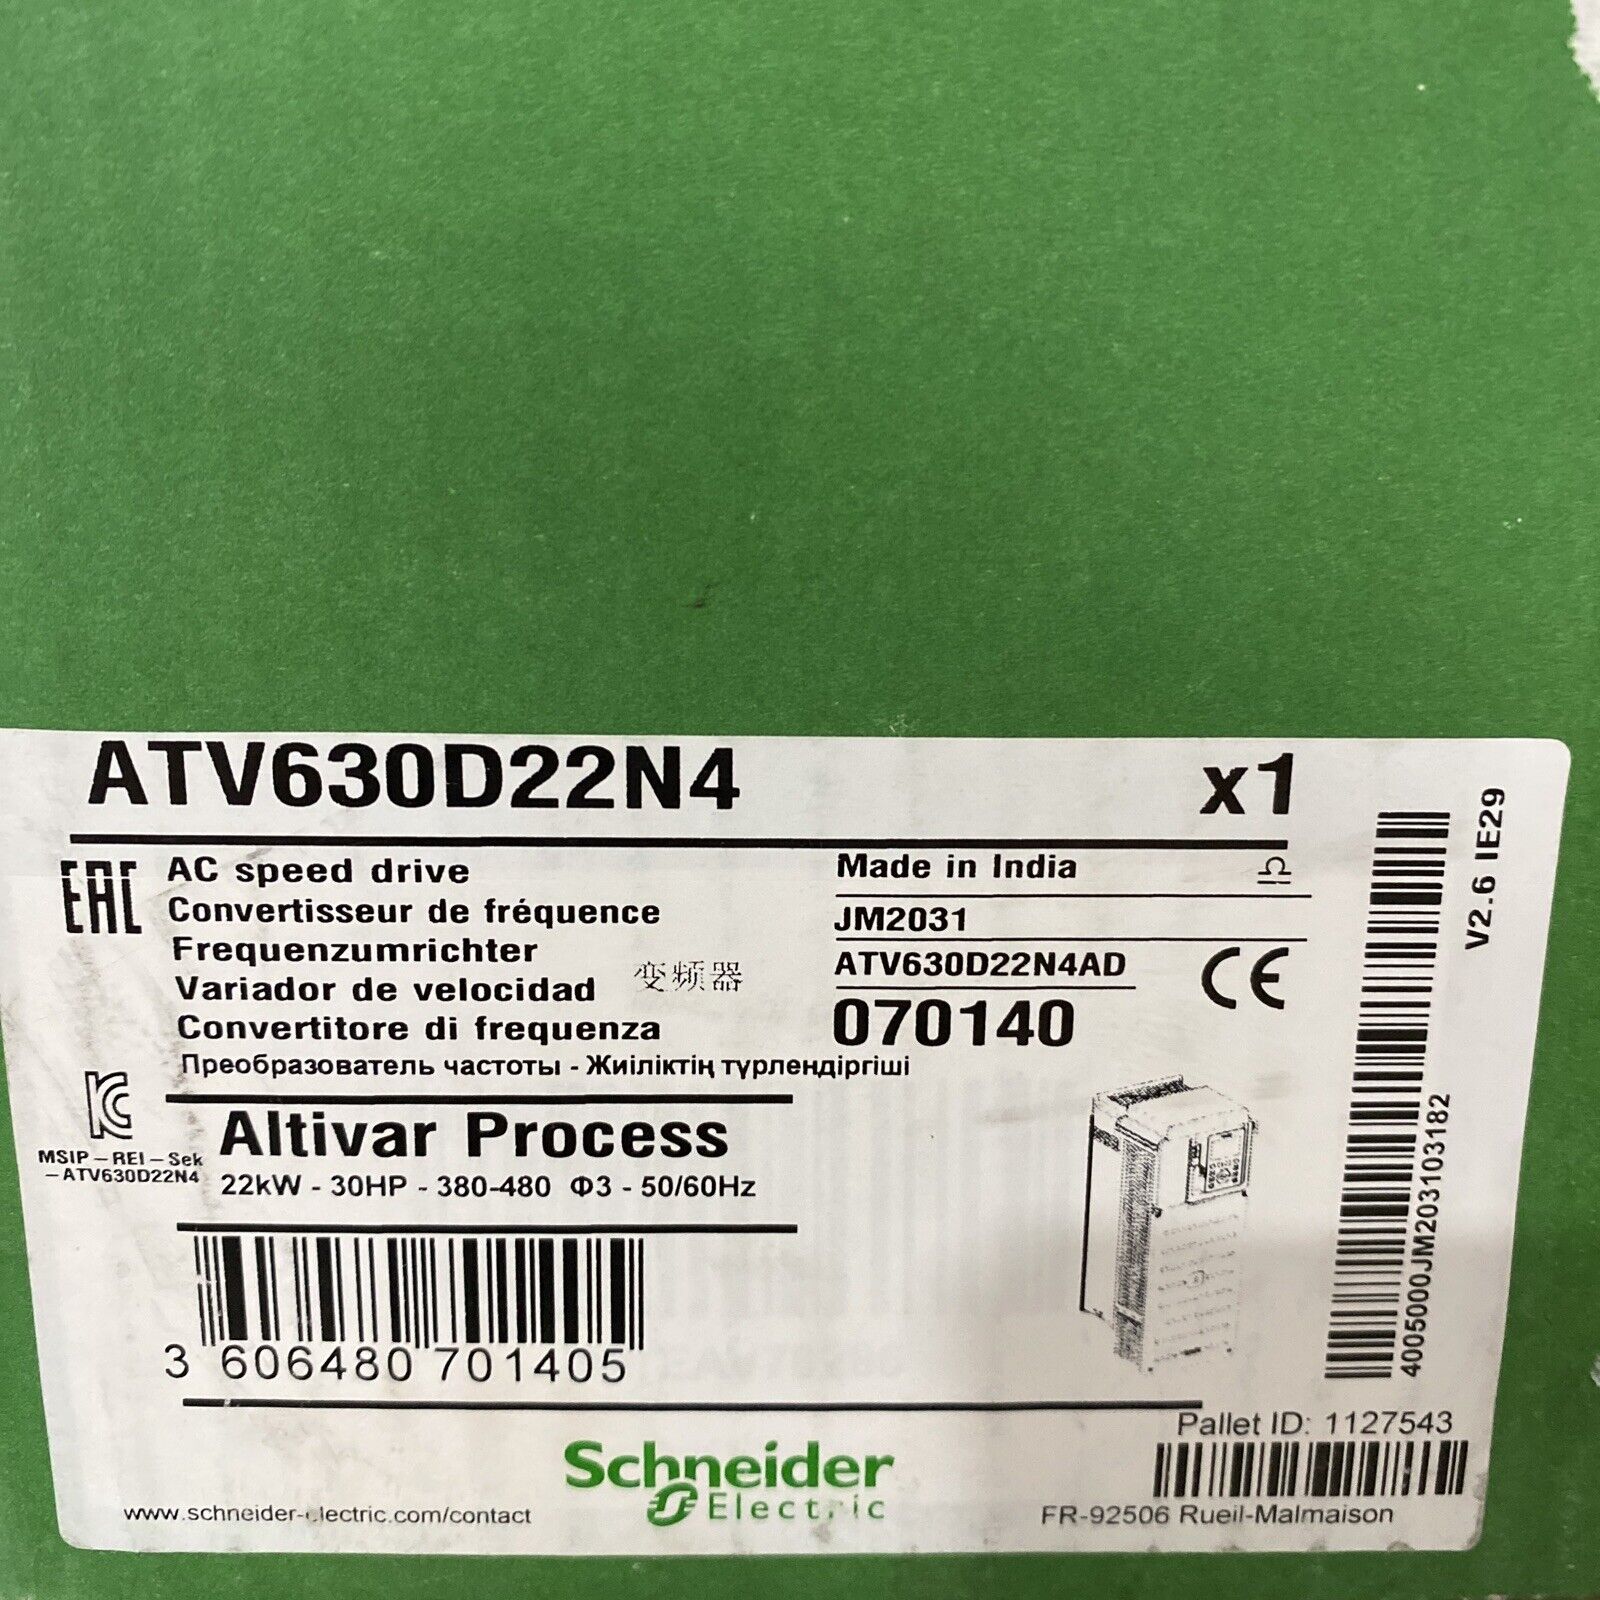 ATV630D22N4 x1
EAC
AC speed drive
Convertisseur de fréquence
Frequenzumrichter
Variador de velocidad
变频器
Convertitore di frequenza
Преобразователь частоты - Жиіліктің түрлендіргіші
Made in India
JM2031
ATV630D22N4AD
CE
070140
MSIP-REI-Sek
-ATV630D22N4
Altivar Process
22kW - 30HP - 380-480 Φ3 - 50/60Hz
3 606480 701405
V2.6 IE29
4005000JM2031103182
Pallet ID: 1127543
Schneider
Electric
www.schneider-electric.com/contact
FR-92506 Rueil-Malmaison